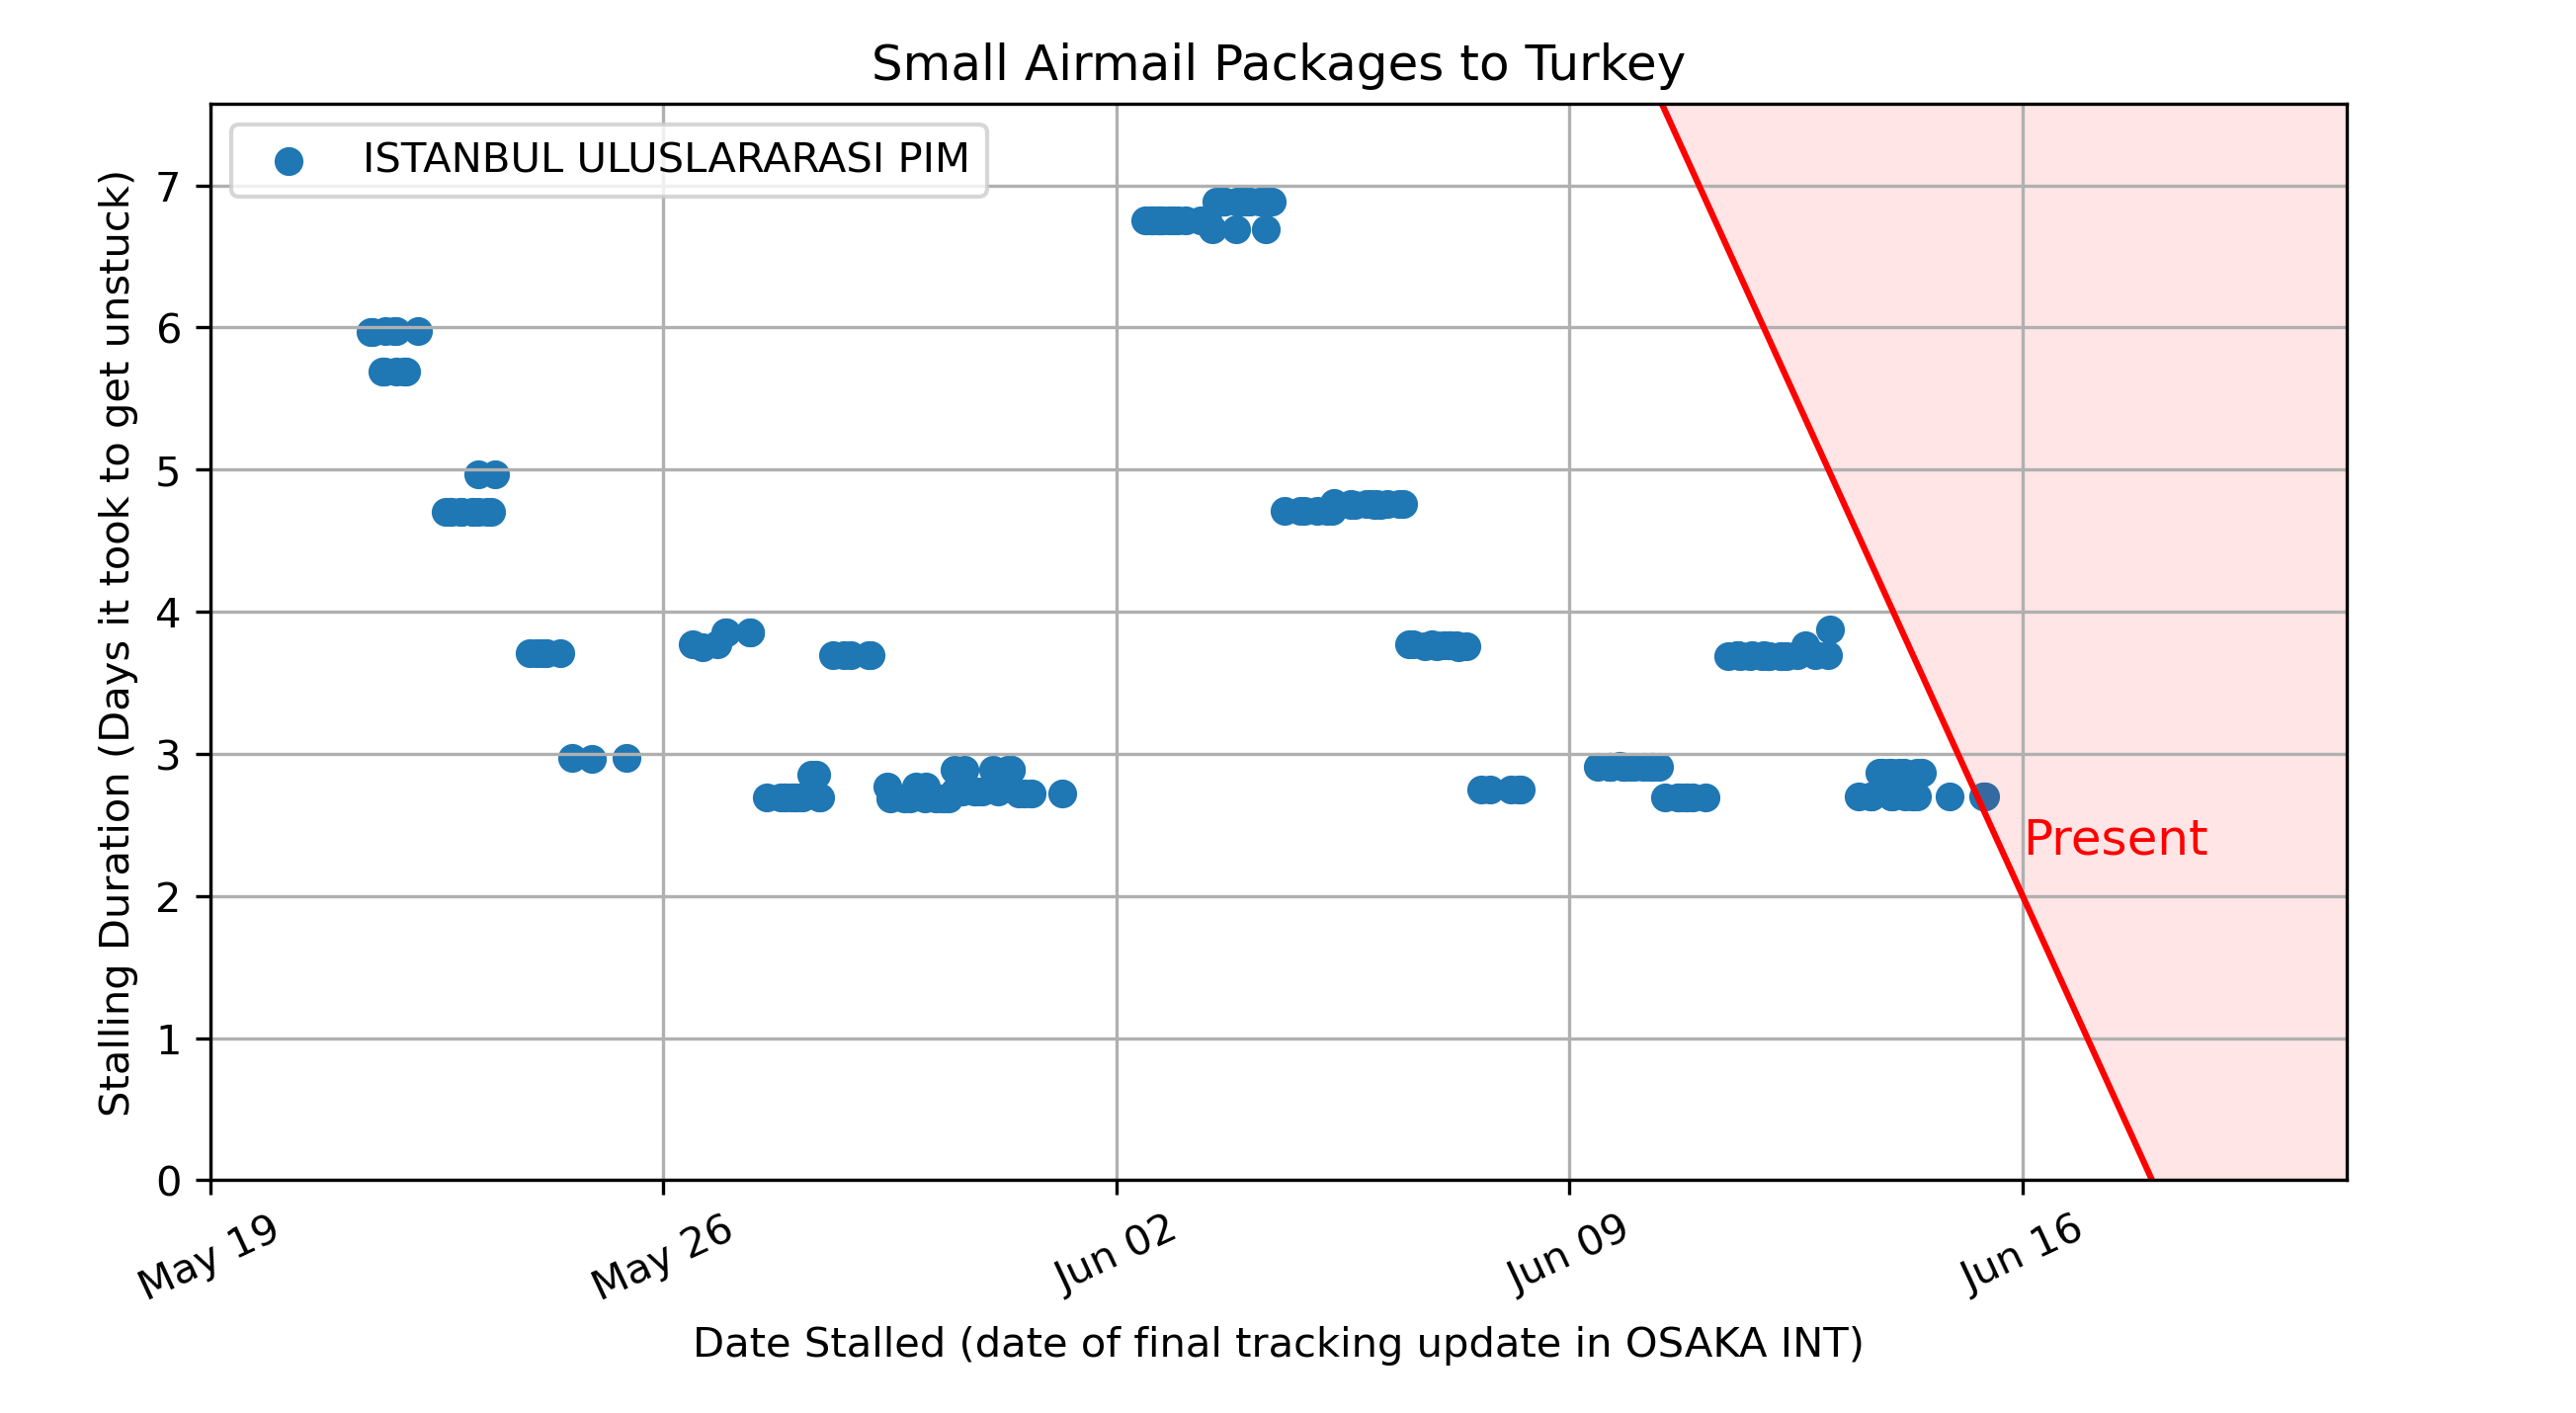 Small Airmail Packages to Turkey
ISTANBUL ULUSLARARASI PIM
Stalling Duration (Days it took to get unstuck)
7
6
5
4
3
2
1
0
Present
May 19
May 26
Jun 02
Jun 09
Jun 16
Date Stalled (date of final tracking update in OSAKA INT)